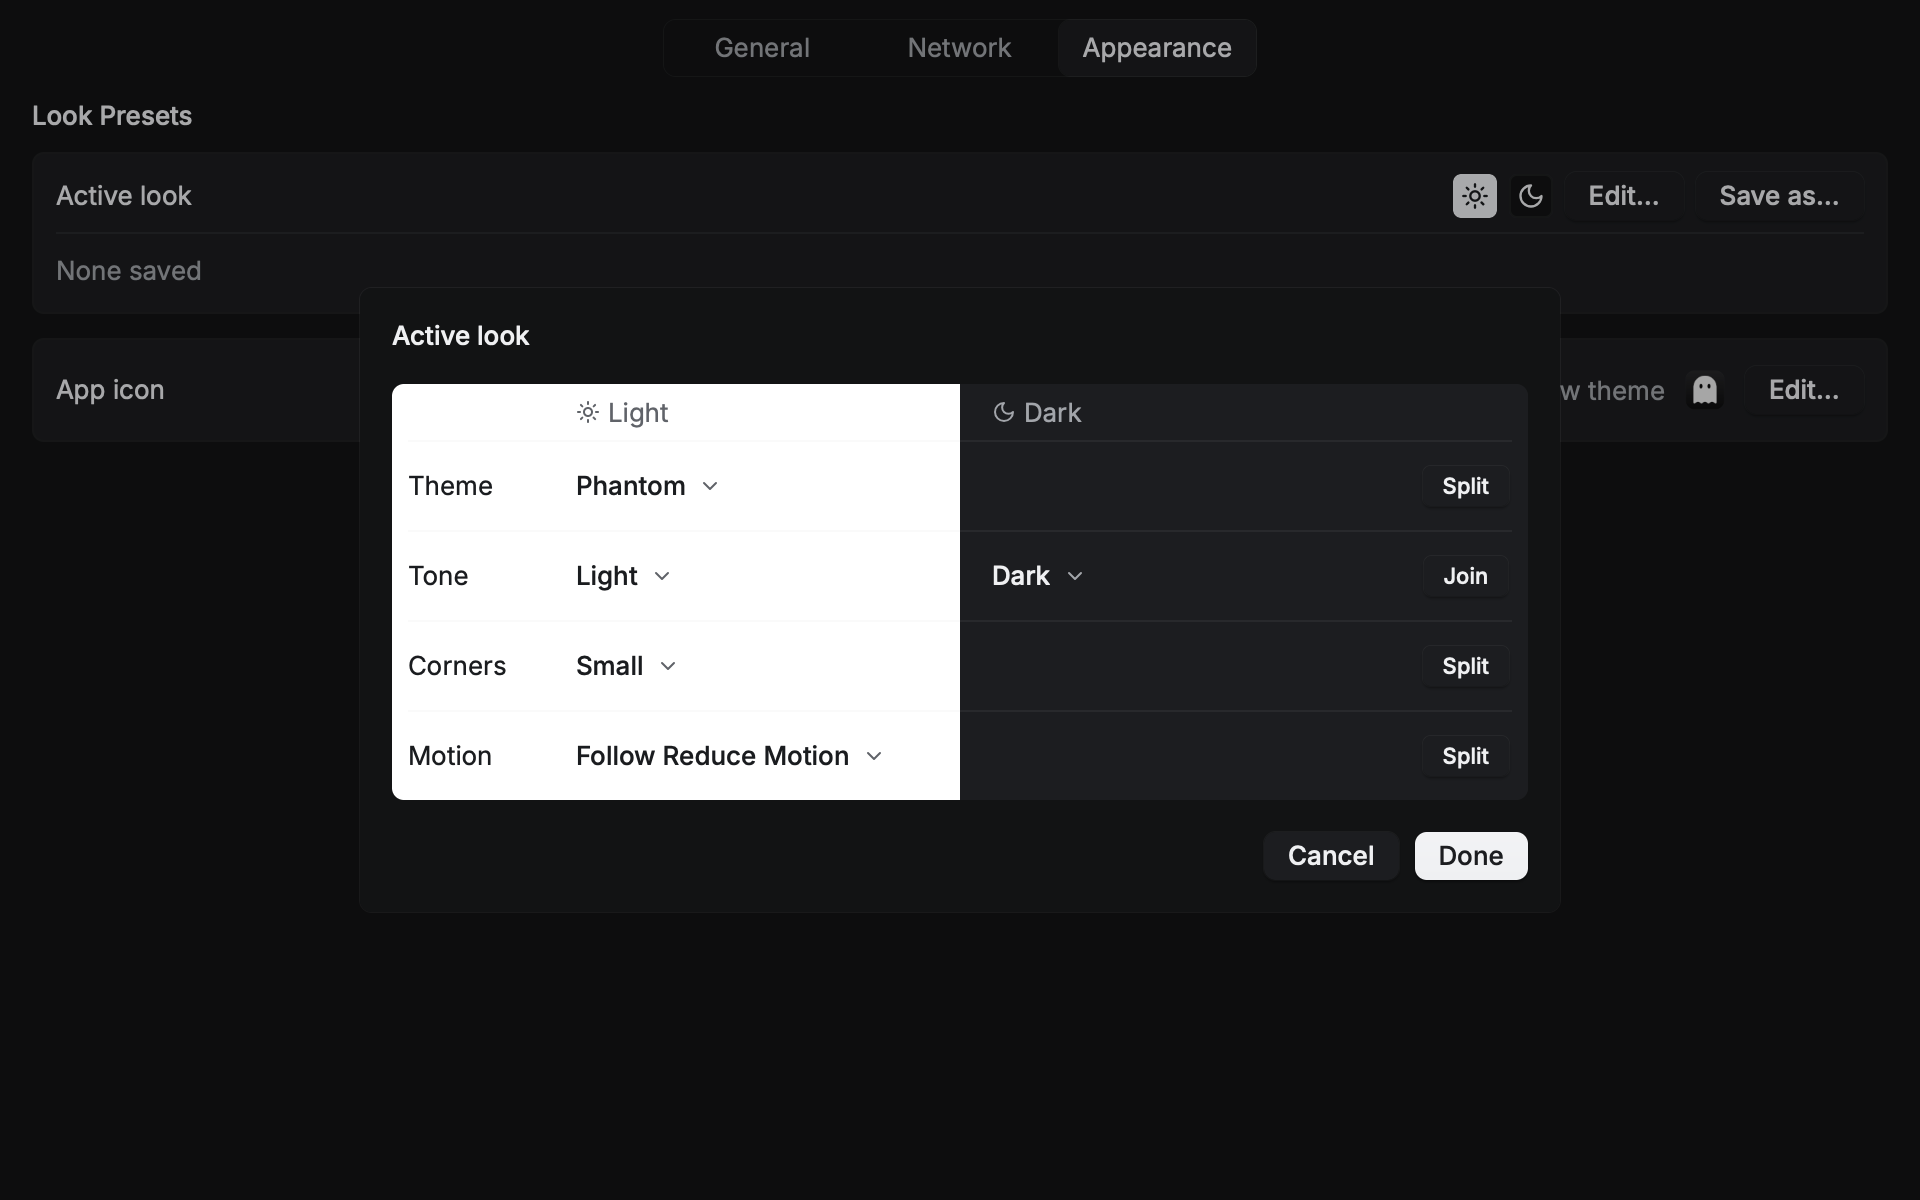 General
Network
Appearance
Look Presets
Active look
Edit...
Save as...
None saved
App icon
w theme
Edit...
Active look
Light
Dark
Theme
Phantom
Split
Tone
Light
Dark
Join
Corners
Small
Split
Motion
Follow Reduce Motion
Split
Cancel
Done